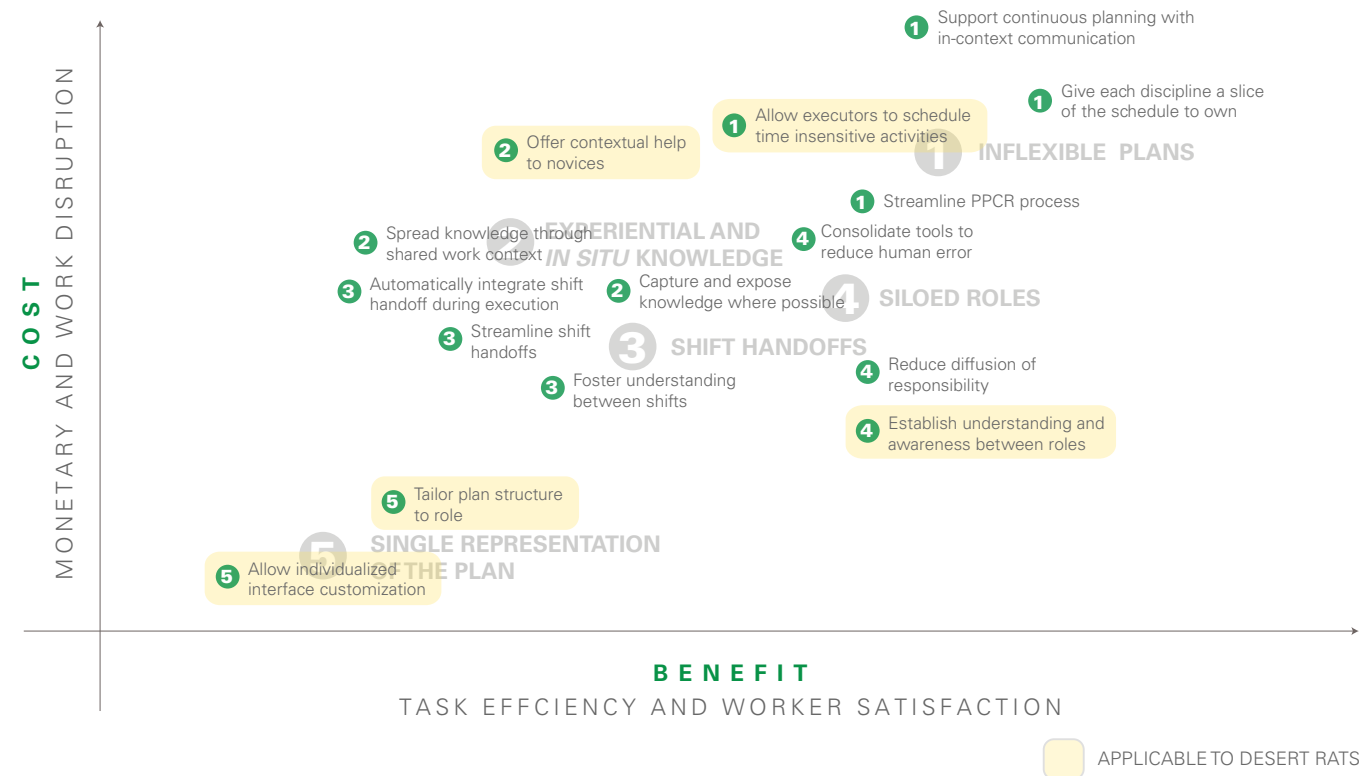 1 Support continuous planning with
in-context communication
1 Give each discipline a slice
of the schedule to own
1 Allow executors to schedule
time insensitive activities
2 Offer contextual help
to novices
1 INFLEXIBLE PLANS
1 Streamline PPCR process
2 Spread knowledge through
shared work context
2 EXPERIENTIAL AND
IN SITU KNOWLEDGE
4 Consolidate tools to
reduce human error
3 Automatically integrate shift
handoff during execution
2 Capture and expose
knowledge where possible
4 SILOED ROLES
3 Streamline shift
handoffs
3 SHIFT HANDOFFS
4 Reduce diffusion of
responsibility
3 Foster understanding
between shifts
4 Establish understanding and
awareness between roles
5 Tailor plan structure
to role
5 SINGLE REPRESENTATION
OF THE PLAN
5 Allow individualized
interface customization
COST
MONETARY AND WORK DISRUPTION
BENEFIT
TASK EFFCIENCY AND WORKER SATISFACTION
APPLICABLE TO DESERT RATS